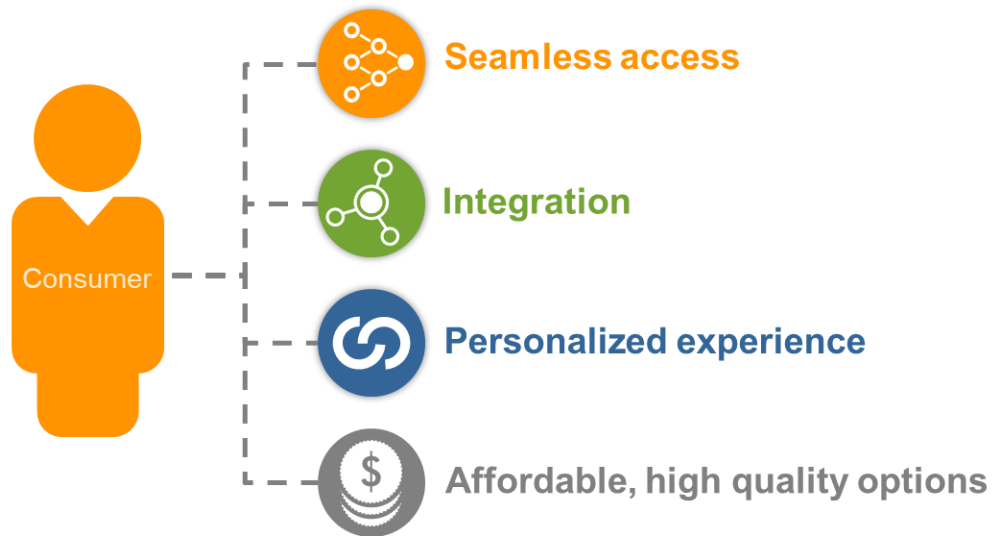 Seamless access
Integration
Consumer
Personalized experience
$
Affordable, high quality options